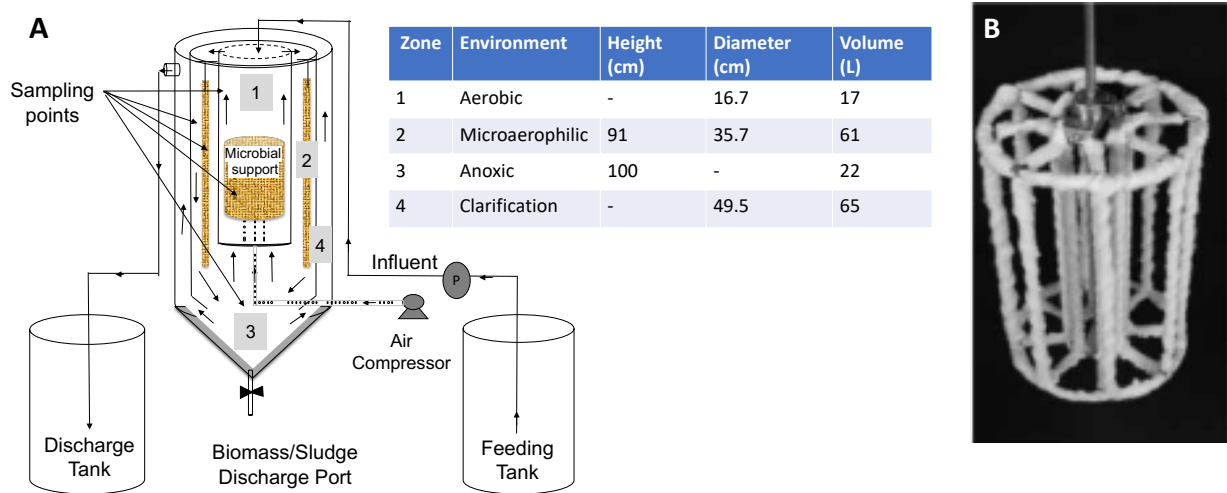 A
Sampling
points
1
Microbial
support
2
4
3
Influent
P
Air
Compressor
Discharge
Tank
Biomass/Sludge
Discharge Port
Feeding
Tank
Zone Environment Height (cm) Diameter (cm) Volume (L)
1 Aerobic - 16.7 17
2 Microaerophilic 91 35.7 61
3 Anoxic 100 - 22
4 Clarification - 49.5 65
B